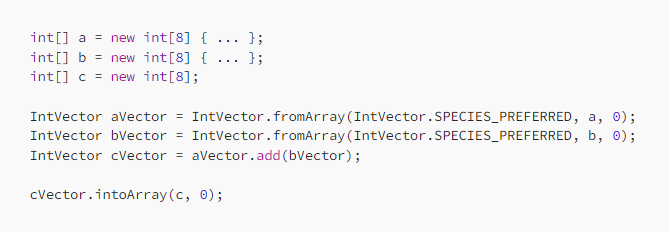 int[] a = new int[8] { ... };
int[] b = new int[8] { ... };
int[] c = new int[8];
IntVector aVector = IntVector.fromArray(IntVector.SPECIES_PREFERRED, a, 0);
IntVector bVector = IntVector.fromArray(IntVector.SPECIES_PREFERRED, b, 0);
IntVector cVector = aVector.add(bVector);
cVector.intoArray(c, 0);